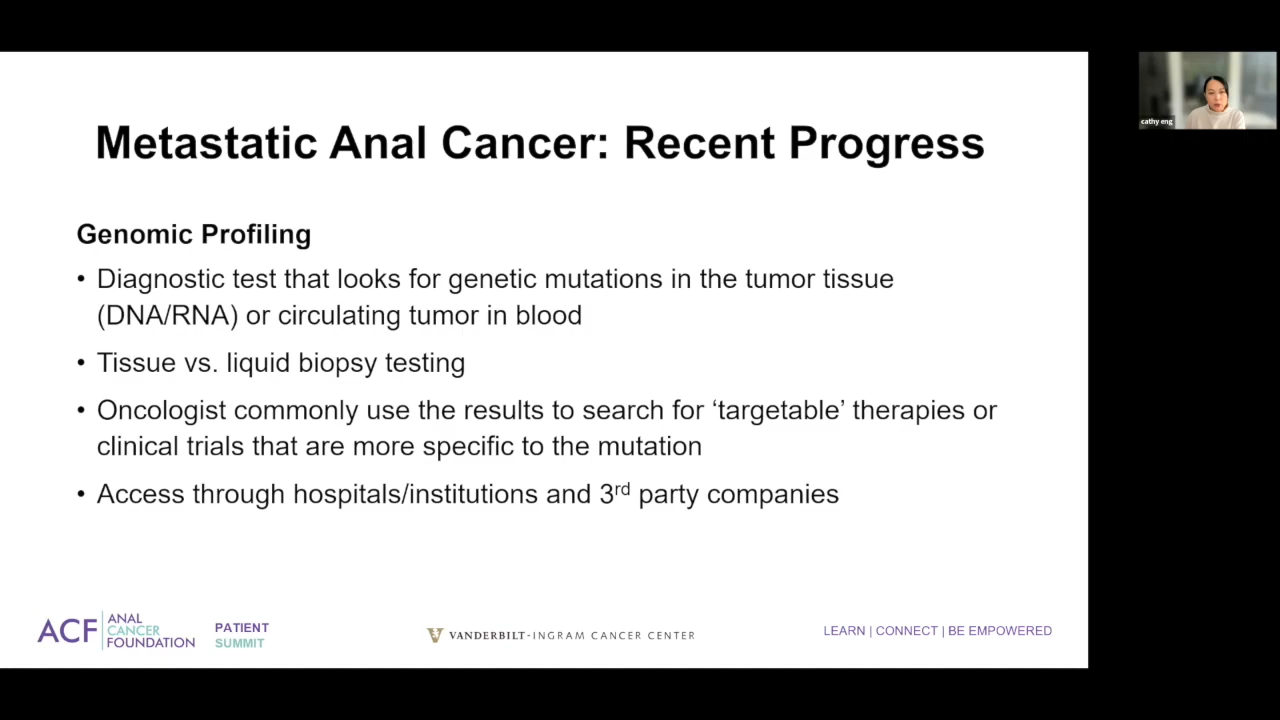 Metastatic Anal Cancer: Recent Progress
Genomic Profiling
• Diagnostic test that looks for genetic mutations in the tumor tissue
(DNA/RNA) or circulating tumor in blood
• Tissue vs. liquid biopsy testing
• Oncologist commonly use the results to search for ‘targetable’ therapies or
clinical trials that are more specific to the mutation
• Access through hospitals/institutions and 3rd party companies
ACF
ANAL
CANCER
FOUNDATION
PATIENT
SUMMIT
VANDERBILT-INGRAM CANCER CENTER
LEARN | CONNECT | BE EMPOWERED
cathy eng